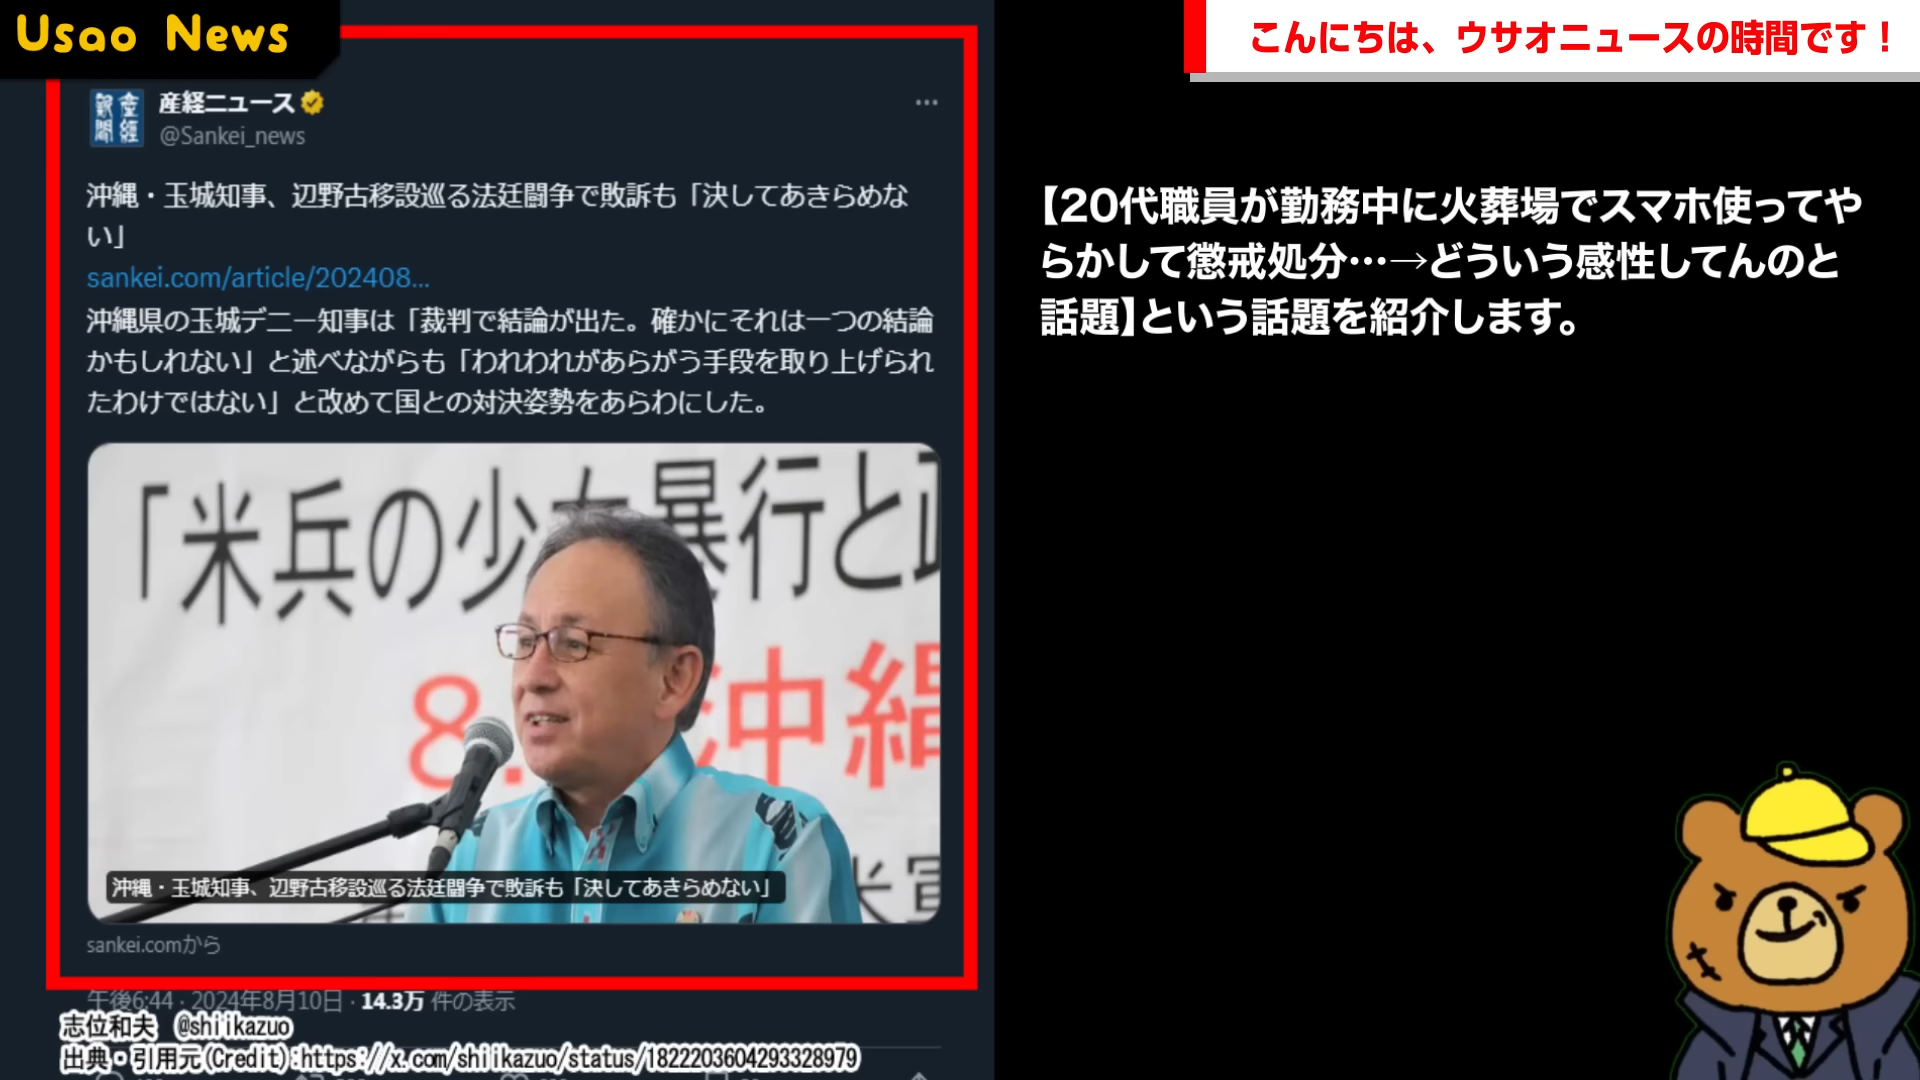 Usao News
こんにちは、ウサオニュースの時間です！
産経ニュース
@Sankei_news
沖縄・玉城知事、辺野古移設巡る法廷闘争で敗訴も「決してあきらめな
い」
sankei.com/article/202408…
沖縄県の玉城デニー知事は「裁判で結論が出た。確かにそれは一つの結論
かもしれない」と述べながらも「われわれがあらがう手段を取り上げられ
たわけではない」と改めて国との対決姿勢をあらわにした。
「米兵の少女暴行と
8. 沖縄
米軍
沖縄・玉城知事、辺野古移設巡る法廷闘争で敗訴も「決してあきらめない」
sankei.comから
午後6:44 · 2024年8月10日 · 14.3万 件の表示
志位和夫 @shiikazuo
出典・引用元(Credit):https://x.com/shiikazuo/status/1822203604293328979
【20代職員が勤務中に火葬場でスマホ使ってや
らかして懲戒処分…→どういう感性してんのと
話題】という話題を紹介します。